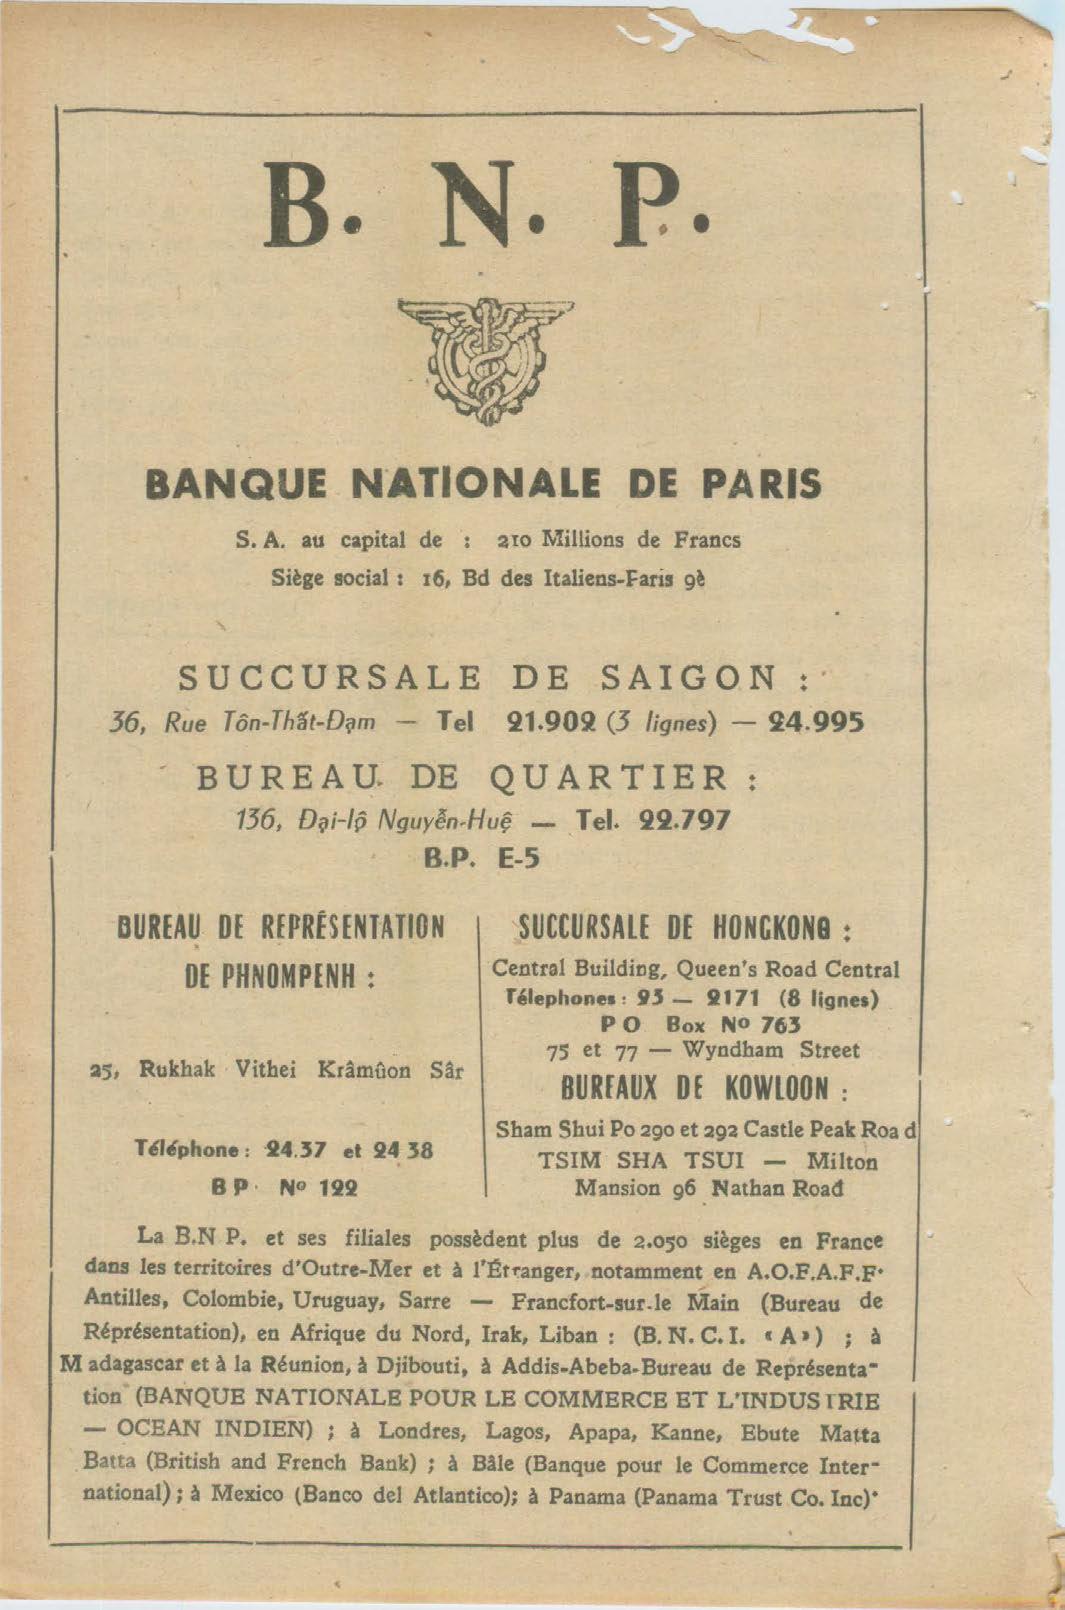 B. N. P.
BANQUE NATIONALE DE PARIS
S. A. au capital de : 210 Millions de Francs
Siège social : 16, Bd des Italiens-Faris 9è
SUCCURSALE DE SAIGON :
36, Rue Tôn-Thất-Đạm — Tel 21.902 (3 lignes) — 24.995
BUREAU. DE QUARTIER :
136, Đại-lộ Nguyễn-Huệ — Tel. 22.797
B.P. E-5
BUREAU DE REPRÉSENTATION
DE PHNOMPENH :
25, Rukhak Vithei Krâmûon Sâr
Téléphone : 24.37 et 24 38
B P. Nº 122
SUCCURSALE DE HONGKONG :
Central Building, Queen's Road Central
Télephones : 23 — 2171 (8 lignes)
P O Box Nº 763
75 et 77 — Wyndham Street
BUREAUX DE KOWLOON :
Sham Shui Po 290 et 292 Castle Peak Roa d
TSIM SHA TSUI — Milton
Mansion 96 Nathan Road
La B.N P. et ses filiales possèdent plus de 2.050 sièges en France
dans les territoires d'Outre-Mer et à l'Étranger, notamment en A.O.F.A.F.F.
Antilles, Colombie, Uruguay, Sarre — Francfort-sur-le Main (Bureau de
Réprésentation), en Afrique du Nord, Irak, Liban : (B. N. C. I. « A ») ; à
M adagascar et à la Réunion, à Djibouti, à Addis-Abeba-Bureau de Représenta-
tion (BANQUE NATIONALE POUR LE COMMERCE ET L'INDUSTRIE
— OCEAN INDIEN) ; à Londres, Lagos, Apapa, Kanne, Ebute Matta
Batta (British and French Bank) ; à Bâle (Banque pour le Commerce Inter-
national) ; à Mexico (Banco del Atlantico); à Panama (Panama Trust Co. Inc).